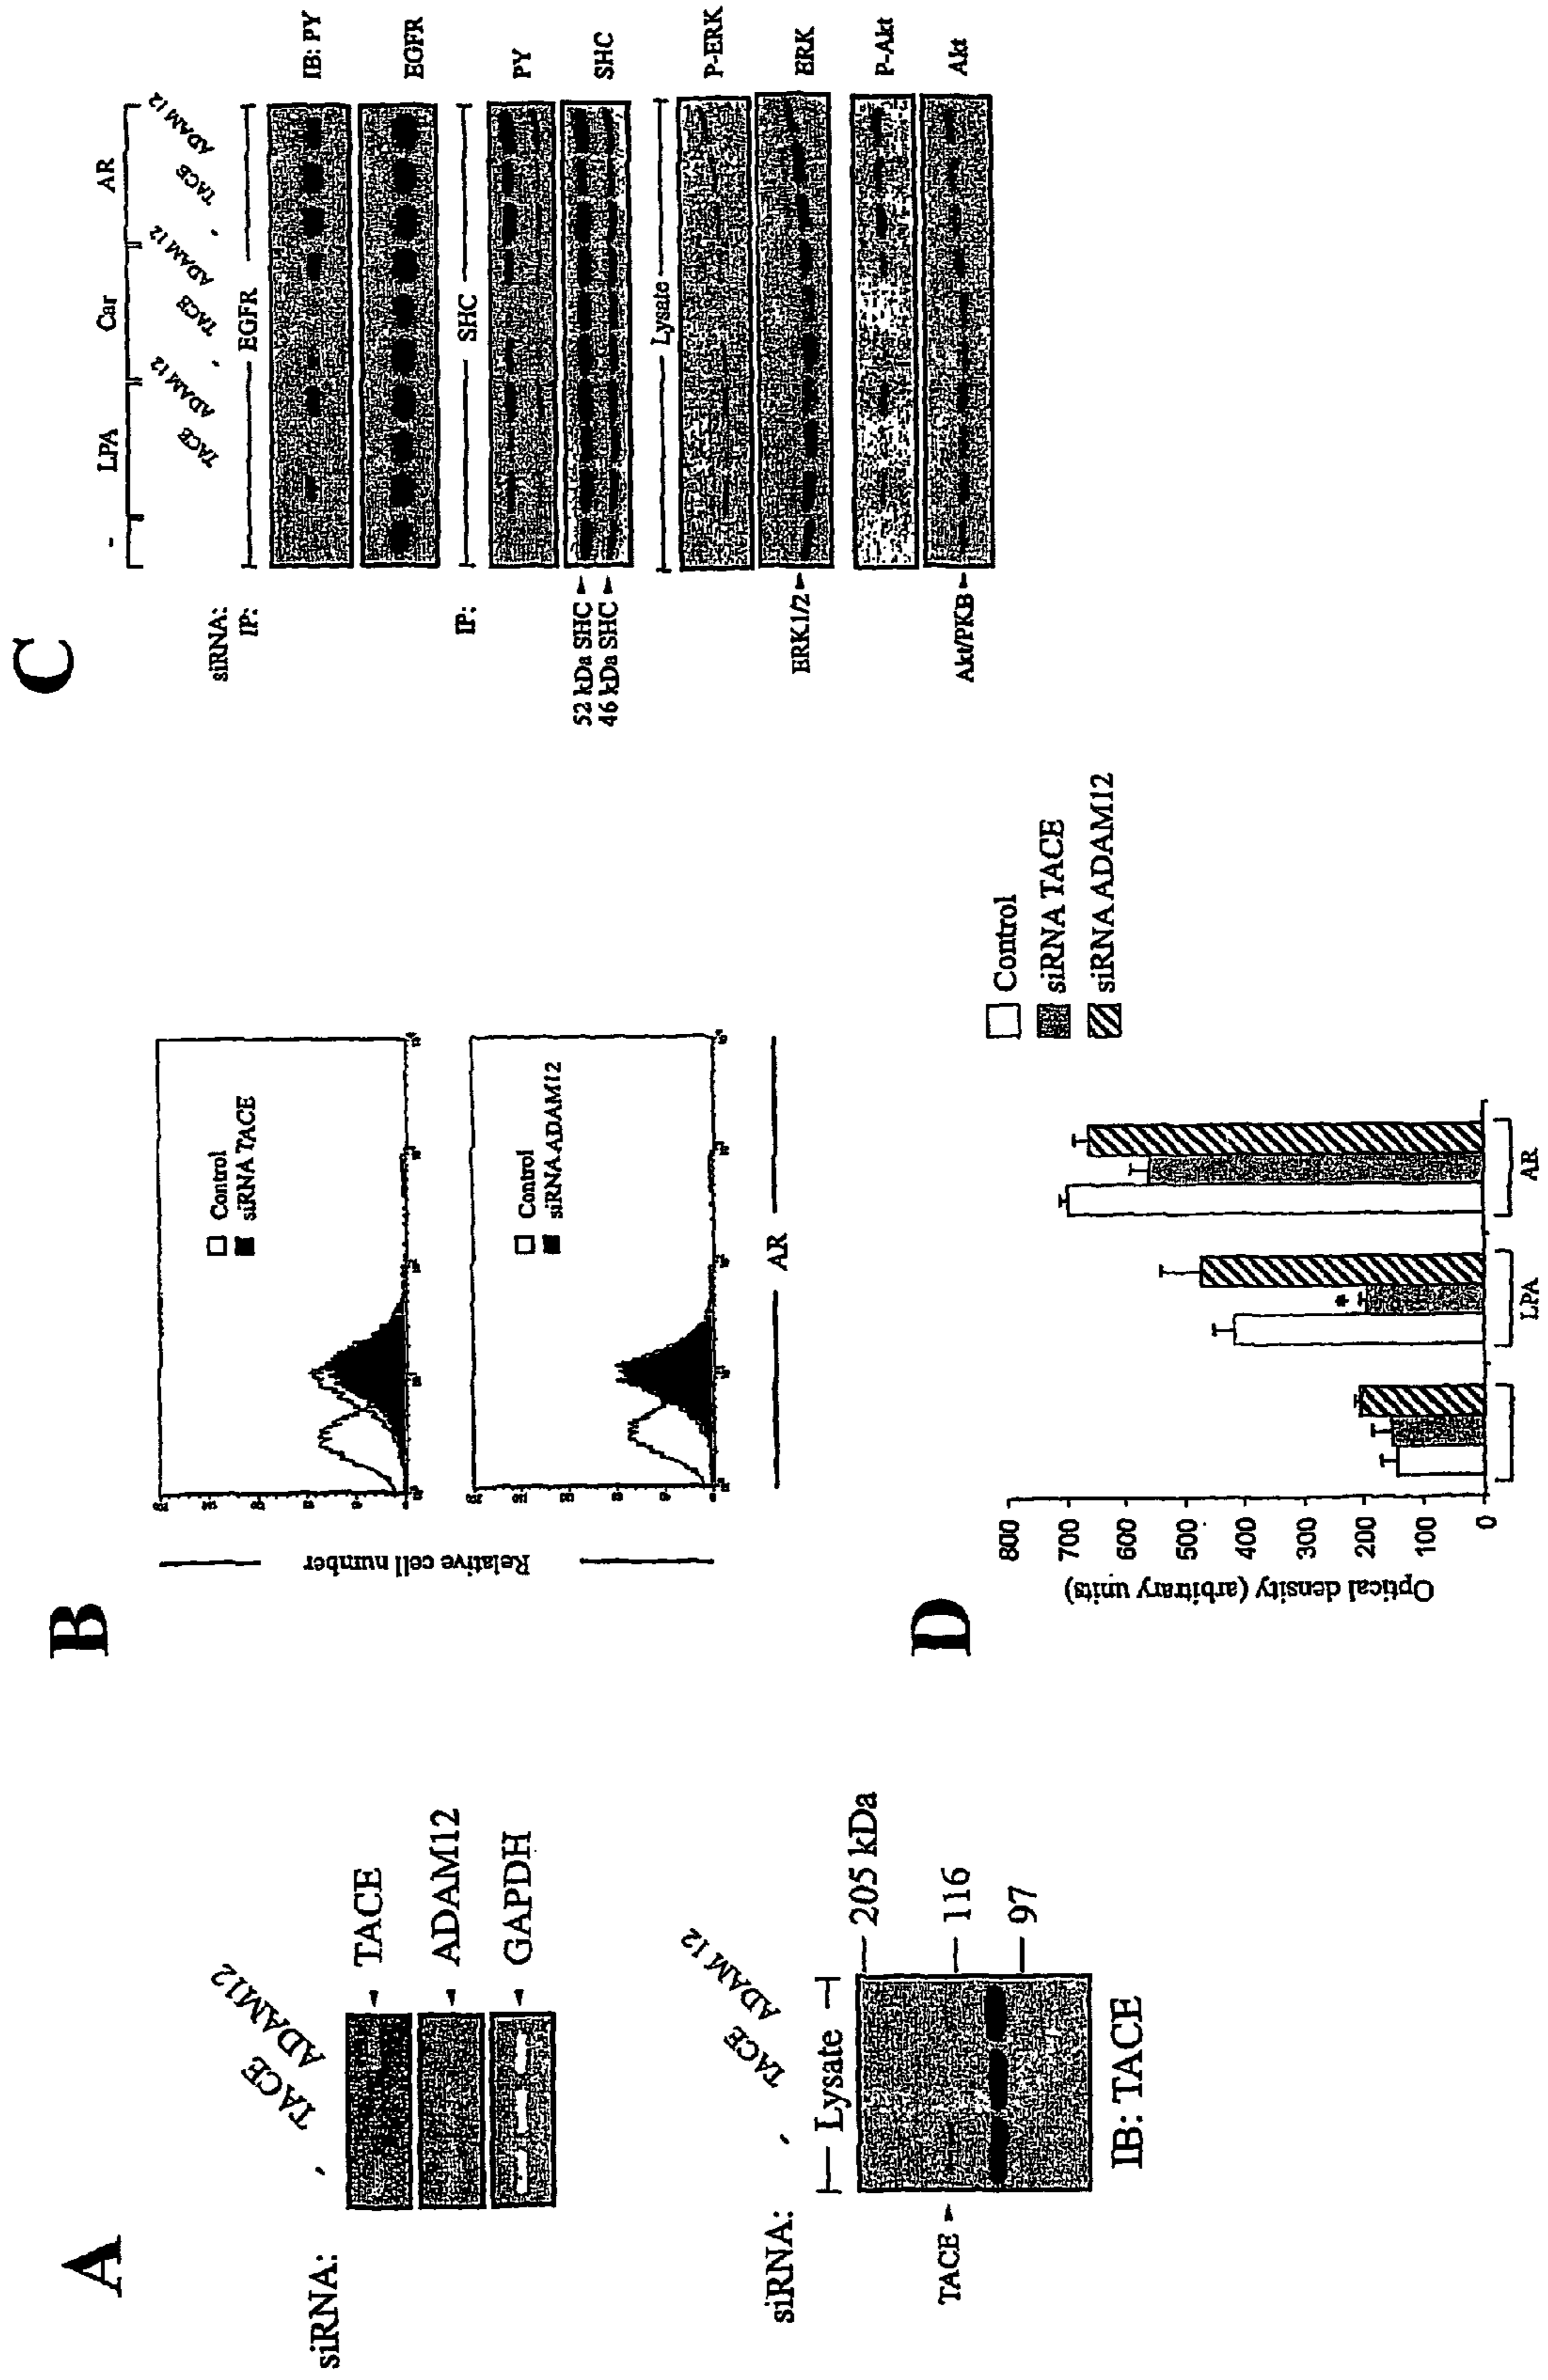 A
siRNA:
-
TACE
ADAM12
TACE
ADAM12
GAPDH
siRNA:
-
TACE
ADAM 12
Lysate
205 kDa
TACE
116
97
IB: TACE
B
Relative cell number
Control
siRNA TACE
Control
siRNA ADAM12
AR
C
- LPA Car AR
siRNA:
TACE ADAM 12 - TACE ADAM 12 - TACE ADAM 12
IP: EGFR
IB: PY
EGFR
IP: SHC
PY
52 kDa SHC
46 kDa SHC
SHC
Lysate
P-ERK
ERK1/2
ERK
P-Akt
Akt/PKB
Akt
D
Optical density (arbitrary units)
800
700
600
500
400
300
200
100
0
*
LPA
AR
Control
siRNA TACE
siRNA ADAM12